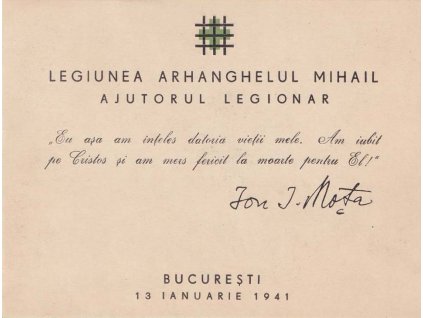 LEGIUNEA ARHANGHELUL MIHAIL
AJUTORUL LEGIONAR
„Eu așa am înțeles datoria vieții mele. Am iubit
pe Cristos și am mers fericit la moarte pentru El!“
Ion I. Moța
BUCUREȘTI
13 IANUARIE 1941